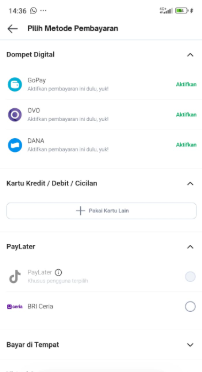 14:36
Pilih Metode Pembayaran
Dompet Digital
GoPay
Aktifkan pembayaran ini dulu, yuk!
Aktifkan
OVO
Aktifkan pembayaran ini dulu, yuk!
Aktifkan
DANA
Aktifkan pembayaran ini dulu, yuk!
Aktifkan
Kartu Kredit / Debit / Cicilan
Pakai Kartu Lain
PayLater
PayLater
Khusus pengguna terpilih
BRI Ceria
Bayar di Tempat